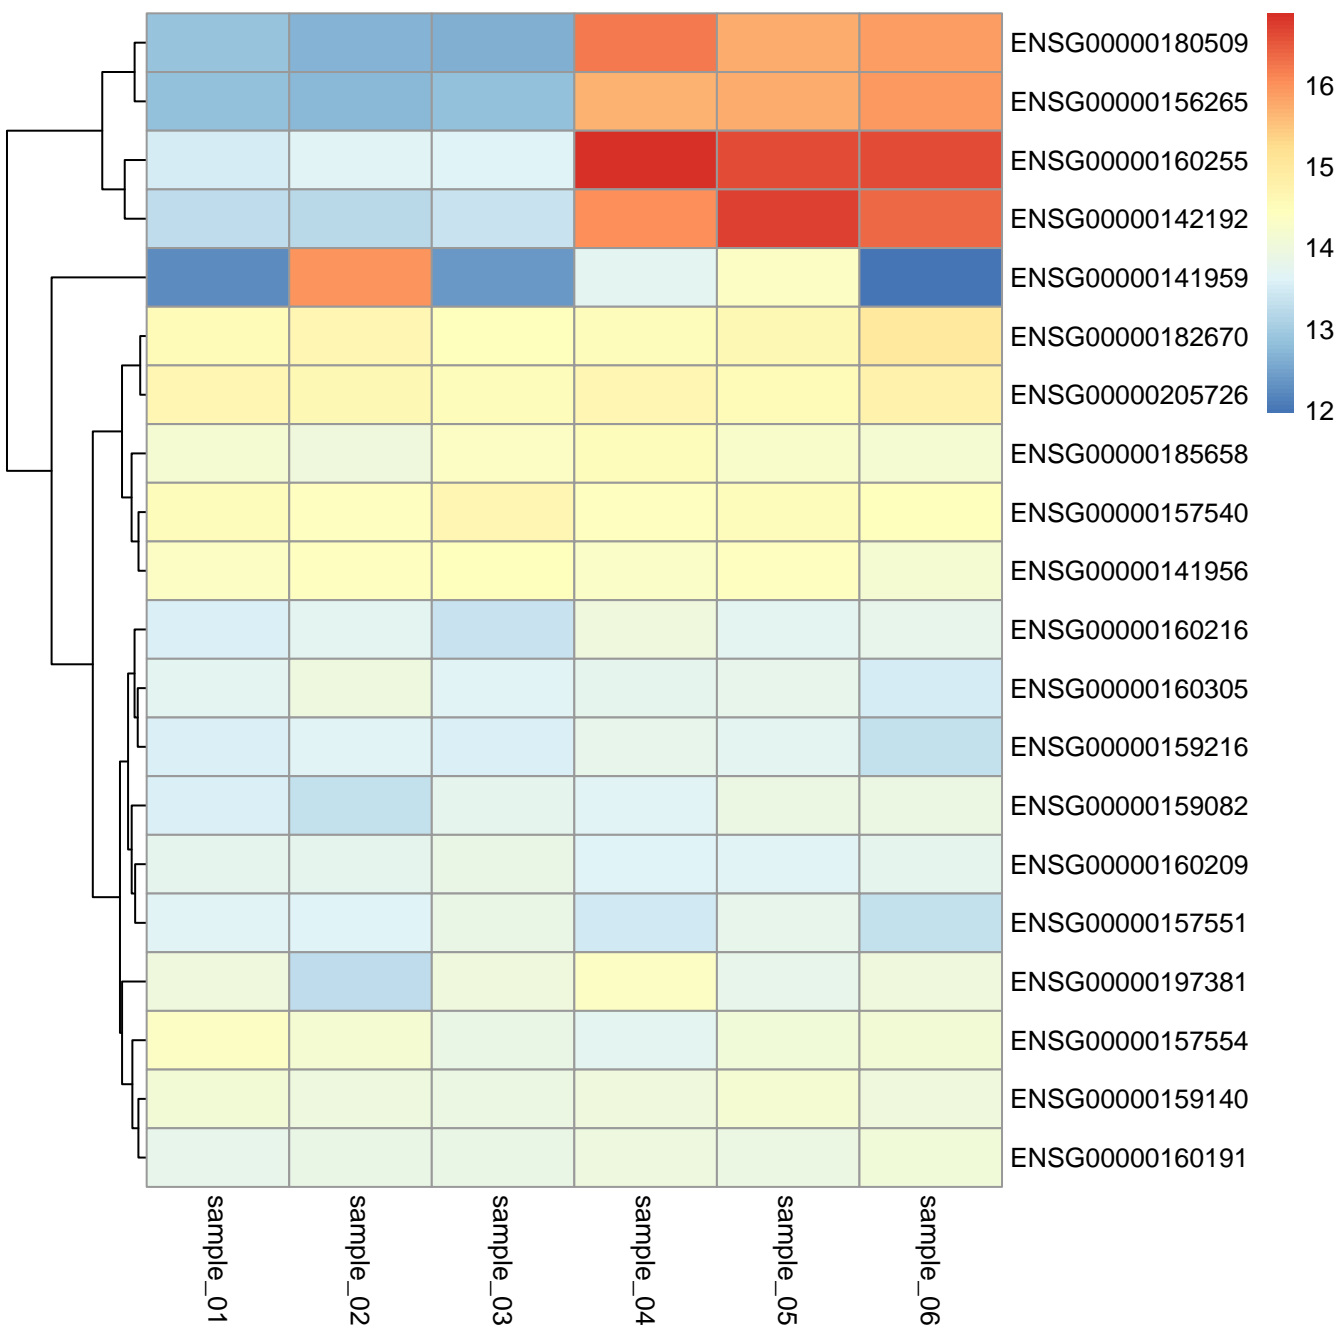 ENSG00000180509
ENSG00000156265
ENSG00000160255
ENSG00000142192
ENSG00000141959
ENSG00000182670
ENSG00000205726
ENSG00000185658
ENSG00000157540
ENSG00000141956
ENSG00000160216
ENSG00000160305
ENSG00000159216
ENSG00000159082
ENSG00000160209
ENSG00000157551
ENSG00000197381
ENSG00000157554
ENSG00000159140
ENSG00000160191
16
15
14
13
12
sample_01
sample_02
sample_03
sample_04
sample_05
sample_06